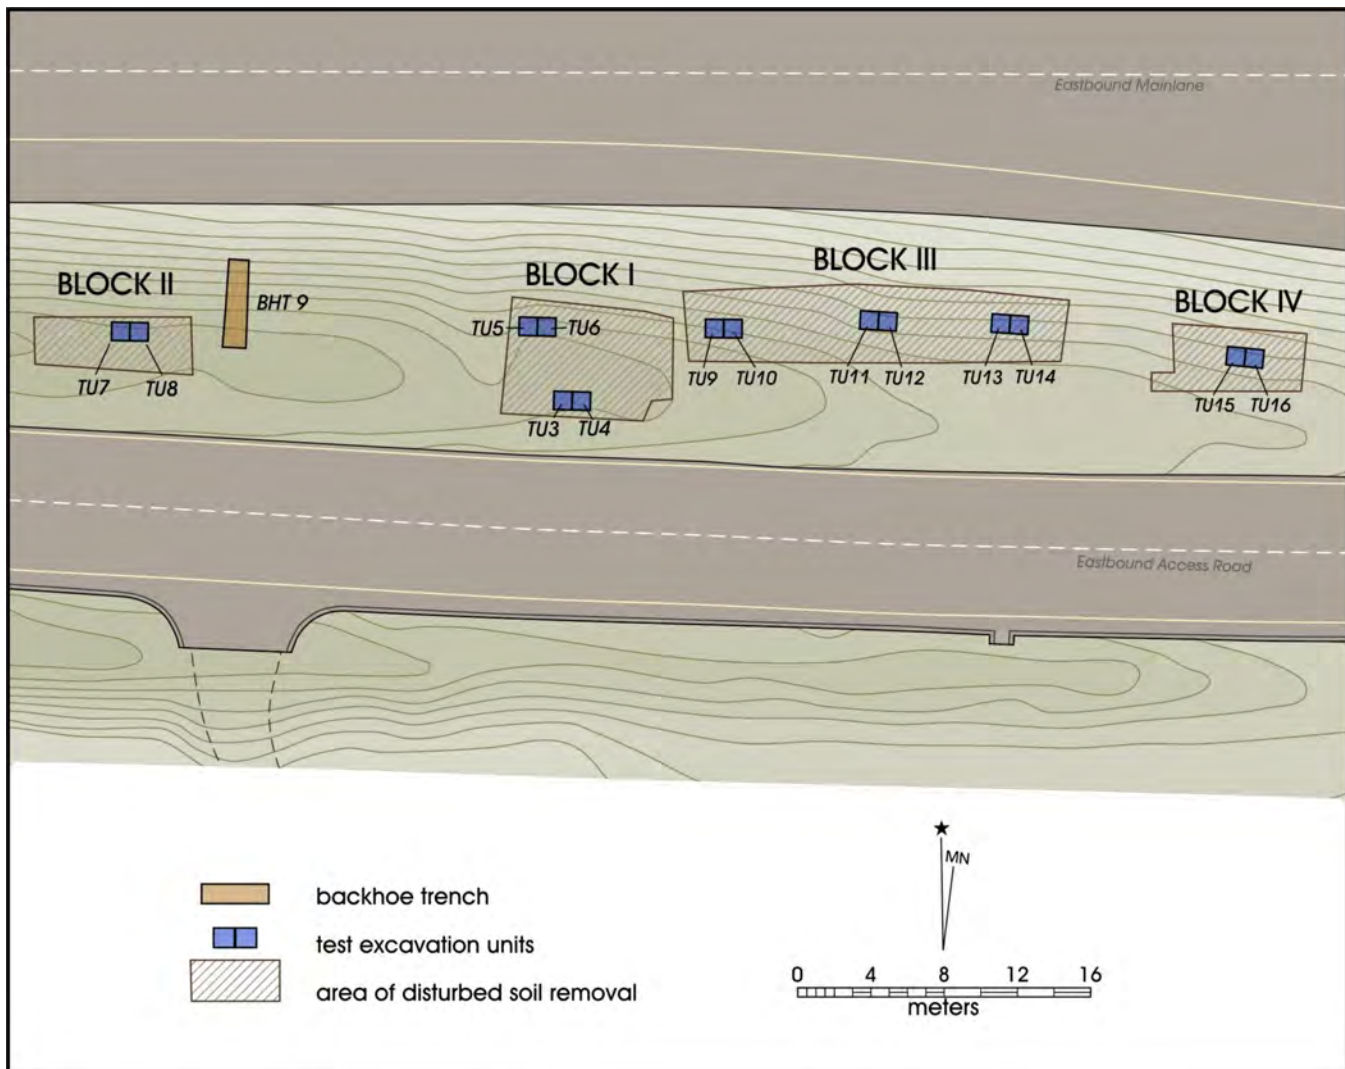 Eastbound Mainlane
BLOCK III
BLOCK I
BLOCK II
BLOCK IV
BHT 9
TU5
TU6
TU7
TU8
TU9
TU10
TU11
TU12
TU13
TU14
TU15
TU16
TU3
TU4
Eastbound Access Road
MN
backhoe trench
test excavation units
area of disturbed soil removal
0 4 8 12 16
meters